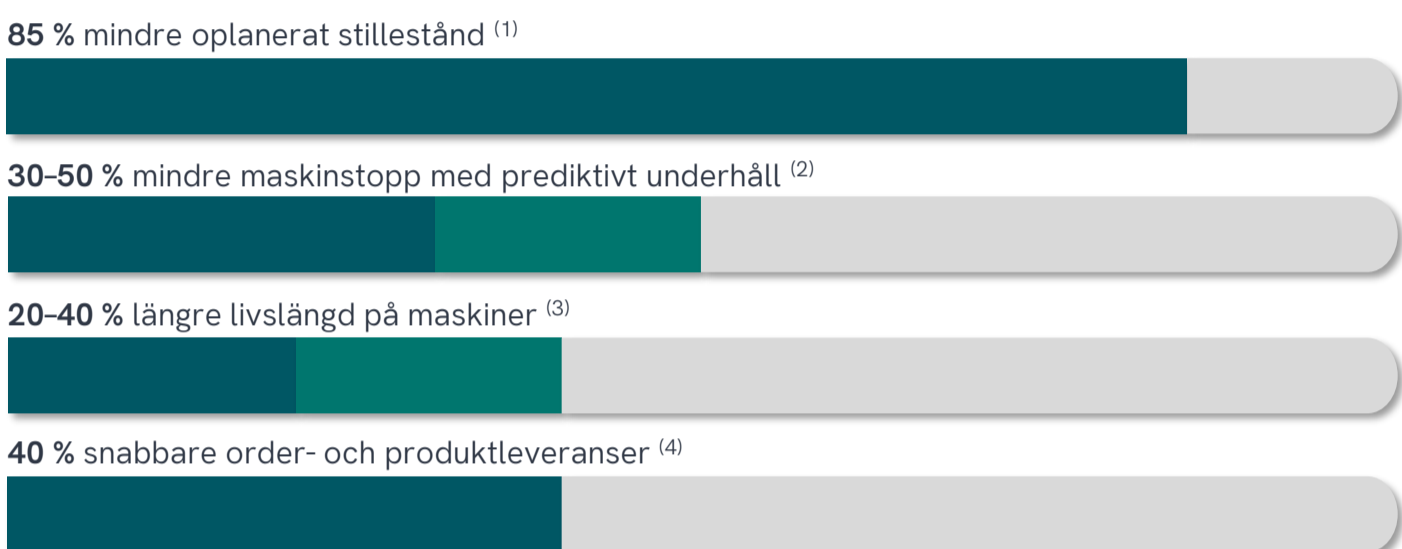 85 % mindre oplanerat stillestånd (1)
30–50 % mindre maskinstopp med prediktivt underhåll (2)
20–40 % längre livslängd på maskiner (3)
40 % snabbare order- och produktleveranser (4)